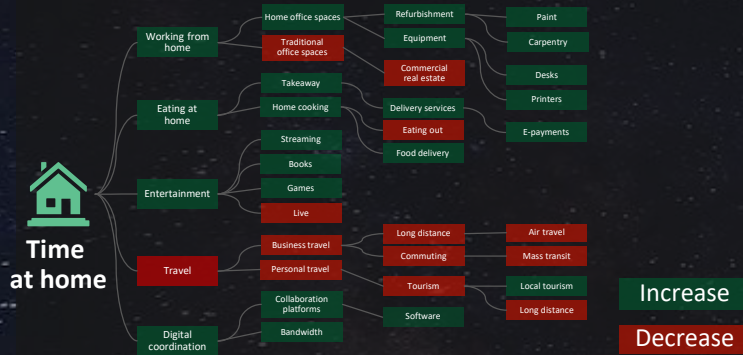 Time
at home
Working from
home
Home office spaces
Refurbishment
Paint
Carpentry
Equipment
Desks
Printers
Traditional
office spaces
Commercial
real estate
Eating at
home
Takeaway
Delivery services
E-payments
Home cooking
Eating out
Food delivery
Entertainment
Streaming
Books
Games
Live
Travel
Business travel
Long distance
Air travel
Commuting
Mass transit
Personal travel
Tourism
Local tourism
Long distance
Digital
coordination
Collaboration
platforms
Software
Bandwidth
Increase
Decrease